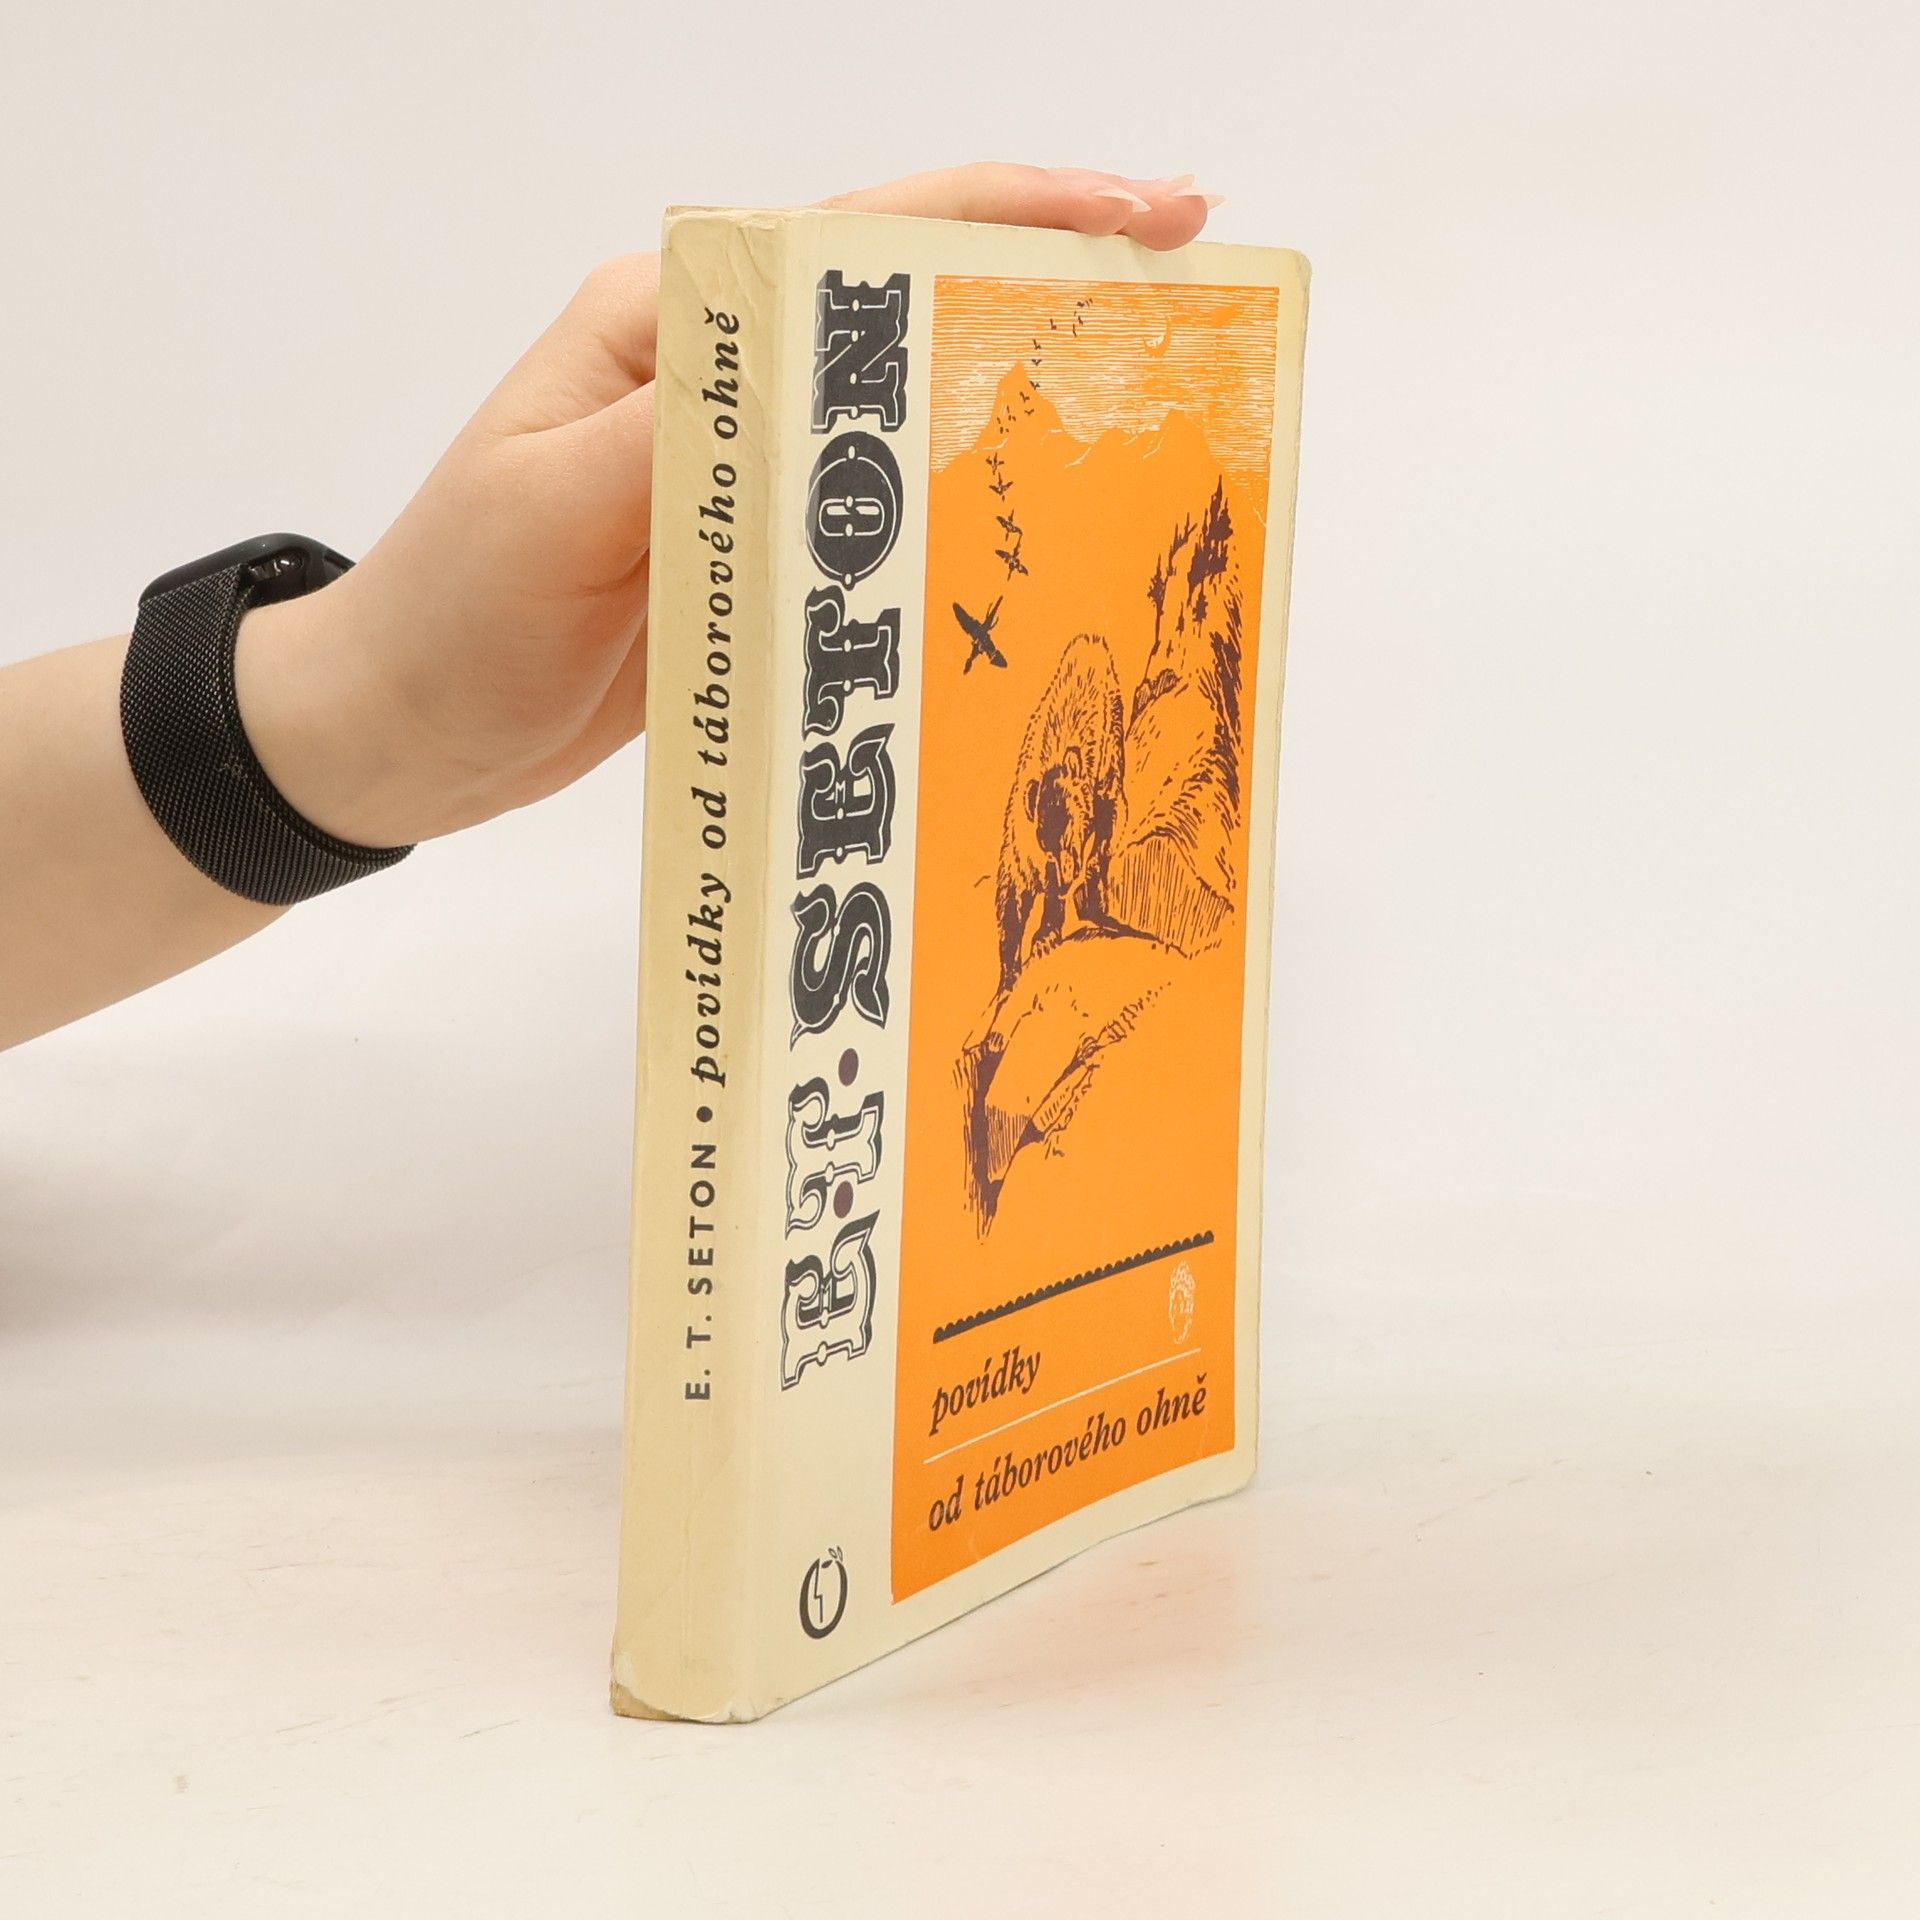 E. T. SETON • povídky od táborového ohně
E.T. SETON
povídky
od táborového ohně